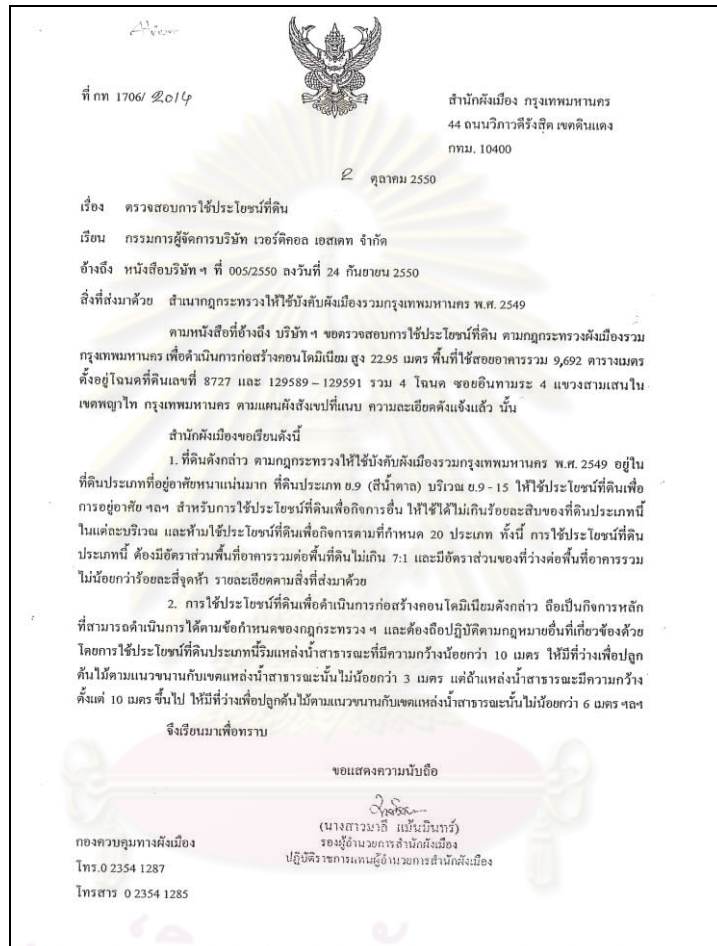 ที่ กท 1706/ 2014
สำนักผังเมือง กรุงเทพมหานคร
44 ถนนวิภาวดีรังสิต เขตดินแดง
กทม. 10400
2 ตุลาคม 2550
เรื่อง ตรวจสอบการใช้ประโยชน์ที่ดิน
เรียน กรรมการผู้จัดการบริษัท เวอร์ติคอล เอสเตท จำกัด
อ้างถึง หนังสือบริษัท ฯ ที่ 005/2550 ลงวันที่ 24 กันยายน 2550
สิ่งที่ส่งมาด้วย สำเนากฎกระทรวงให้ใช้บังคับผังเมืองรวมกรุงเทพมหานคร พ.ศ. 2549
ตามหนังสือที่อ้างถึง บริษัท ฯ ขอตรวจสอบการใช้ประโยชน์ที่ดิน ตามกฎกระทรวงผังเมืองรวม
กรุงเทพมหานคร เพื่อดำเนินการก่อสร้างคอนโดมิเนียม สูง 22.95 เมตร พื้นที่ใช้สอยอาคารรวม 9,692 ตารางเมตร
ตั้งอยู่โฉนดที่ดินเลขที่ 8727 และ 129589 – 129591 รวม 4 โฉนด ซอยอินทามระ 4 แขวงสามเสนใน
เขตพญาไท กรุงเทพมหานคร ตามแผนผังสังเขปที่แนบ ความละเอียดดังแจ้งแล้ว นั้น
สำนักผังเมืองขอเรียนดังนี้
1. ที่ดินดังกล่าว ตามกฎกระทรวงให้ใช้บังคับผังเมืองรวมกรุงเทพมหานคร พ.ศ. 2549 อยู่ใน
ที่ดินประเภทที่อยู่อาศัยหนาแน่นมาก ที่ดินประเภท ย.9 (สีน้ำตาล) บริเวณ ย.9 - 15 ให้ใช้ประโยชน์ที่ดินเพื่อ
การอยู่อาศัย ฯลฯ สำหรับการใช้ประโยชน์ที่ดินเพื่อกิจการอื่น ให้ใช้ได้ไม่เกินร้อยละสิบของที่ดินประเภทนี้
ในแต่ละบริเวณ และห้ามใช้ประโยชน์ที่ดินเพื่อกิจการตามที่กำหนด 20 ประเภท ทั้งนี้ การใช้ประโยชน์ที่ดิน
ประเภทนี้ ต้องมีอัตราส่วนพื้นที่อาคารรวมต่อพื้นที่ดินไม่เกิน 7:1 และมีอัตราส่วนของที่ว่างต่อพื้นที่อาคารรวม
ไม่น้อยกว่าร้อยละสี่จุดห้า รายละเอียดตามสิ่งที่ส่งมาด้วย
2. การใช้ประโยชน์ที่ดินเพื่อดำเนินการก่อสร้างคอนโดมิเนียมดังกล่าว ถือเป็นกิจการหลัก
ที่สามารถดำเนินการได้ตามข้อกำหนดของกฎกระทรวง ฯ และต้องถือปฏิบัติตามกฎหมายอื่นที่เกี่ยวข้องด้วย
โดยการใช้ประโยชน์ที่ดินประเภทนี้ริมแหล่งน้ำสาธารณะที่มีความกว้างน้อยกว่า 10 เมตร ให้มีที่ว่างเพื่อปลูก
ต้นไม้ตามแนวขนานกับเขตแหล่งน้ำสาธารณะนั้นไม่น้อยกว่า 3 เมตร แต่ถ้าแหล่งน้ำสาธารณะมีความกว้าง
ตั้งแต่ 10 เมตร ขึ้นไป ให้มีที่ว่างเพื่อปลูกต้นไม้ตามแนวขนานกับเขตแหล่งน้ำสาธารณะนั้นไม่น้อยกว่า 6 เมตร ฯลฯ
จึงเรียนมาเพื่อทราบ
ขอแสดงความนับถือ
(นางสาวมาลี แม้นมินทร์)
รองผู้อำนวยการสำนักผังเมือง
ปฏิบัติราชการแทนผู้อำนวยการสำนักผังเมือง
กองควบคุมทางผังเมือง
โทร.0 2354 1287
โทรสาร 0 2354 1285